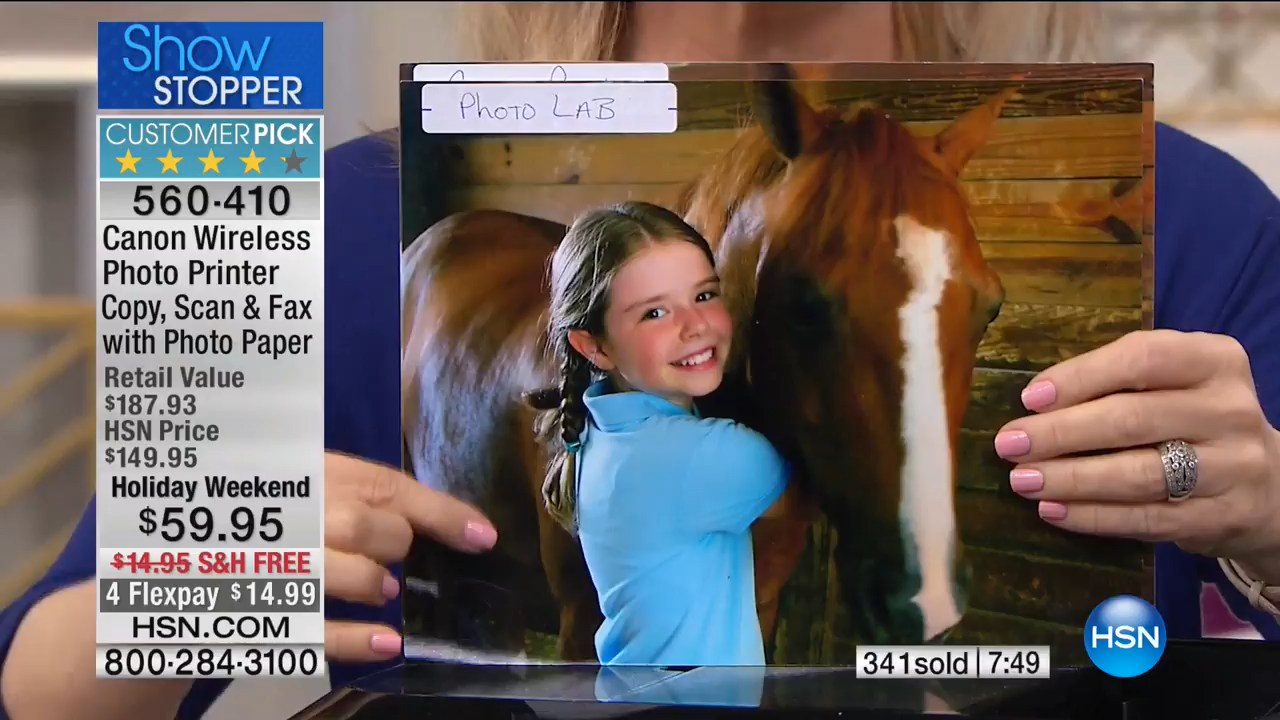 Show
STOPPER
CUSTOMER PICK
560-410
Canon Wireless
Photo Printer
Copy, Scan & Fax
with Photo Paper
Retail Value
$187.93
HSN Price
$149.95
Holiday Weekend
$59.95
$14.95 S&H FREE
4 Flexpay $14.99
HSN.COM
800·284·3100
PHOTO LAB
341 sold | 7:49
HSN